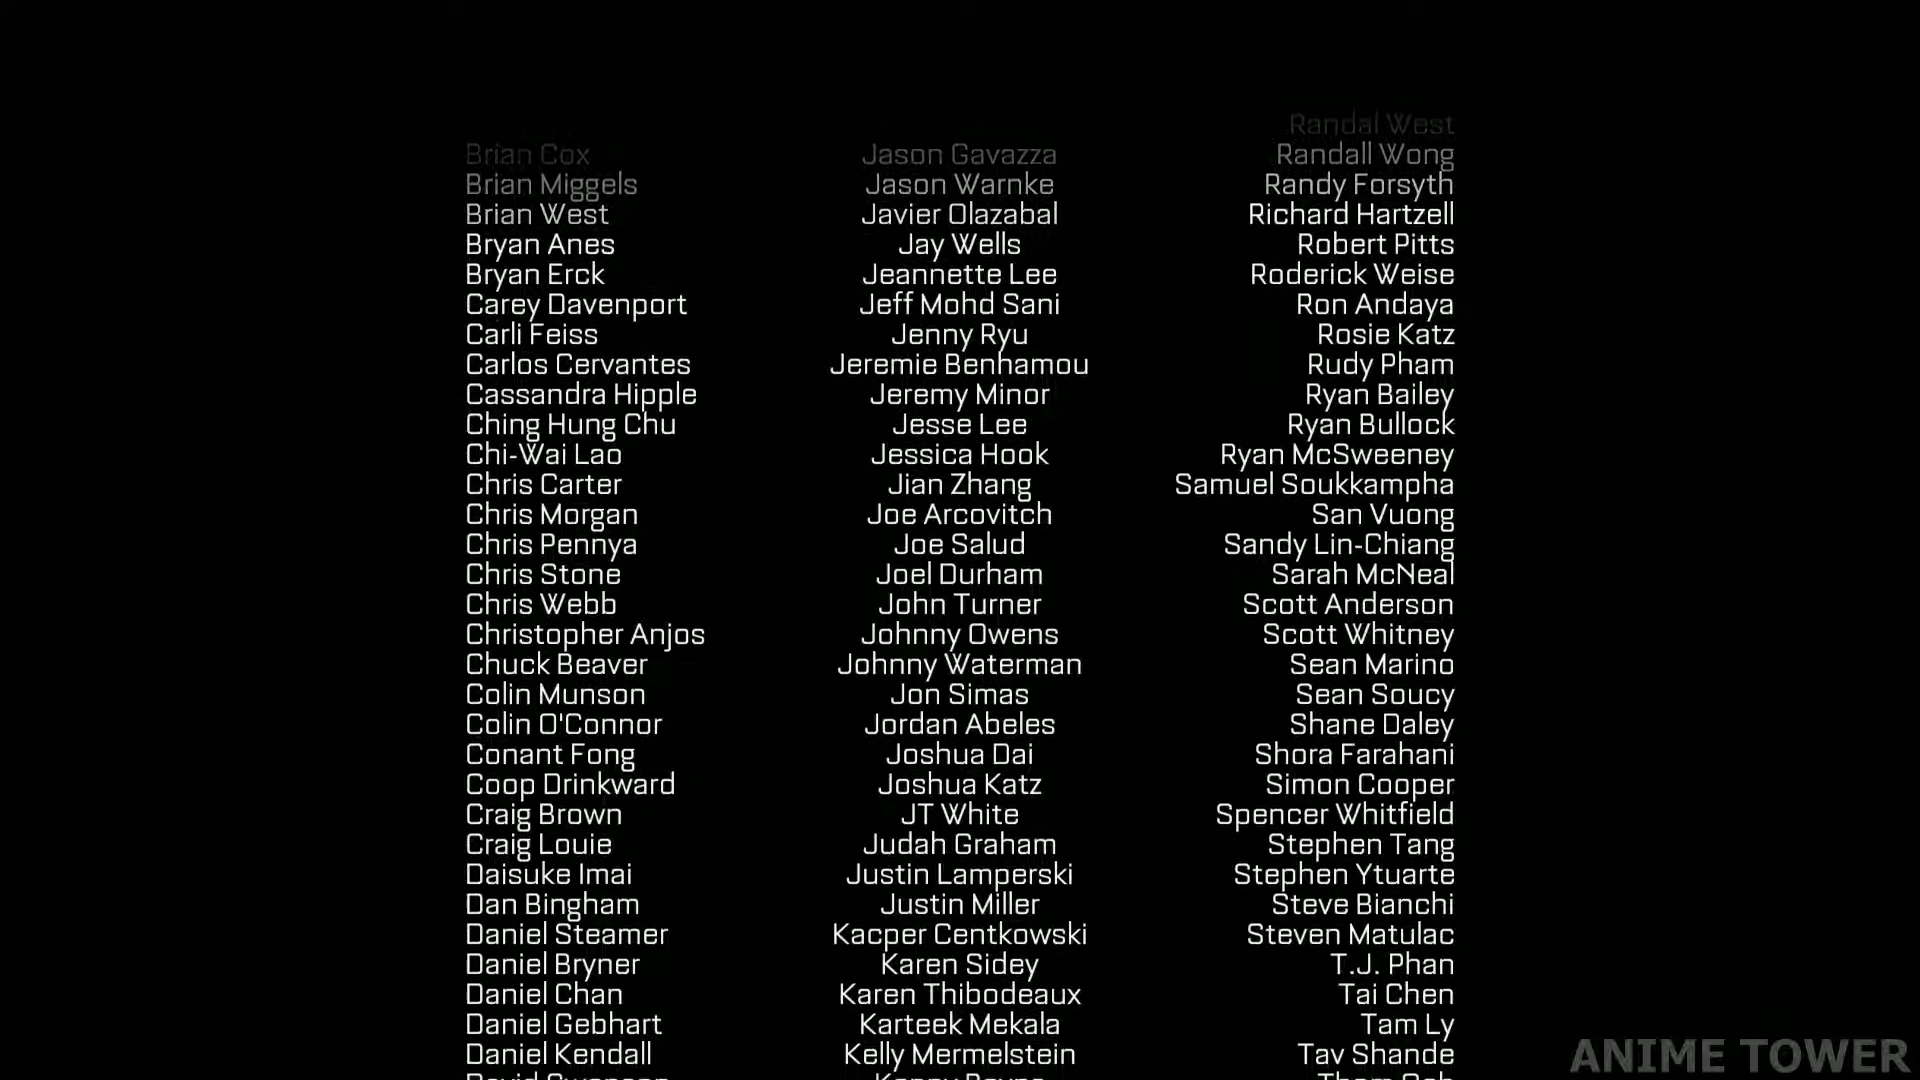 Randal West
Brian Cox Jason Gavazza Randall Wong
Brian Miggels Jason Warnke Randy Forsyth
Brian West Javier Olazabal Richard Hartzell
Bryan Anes Jay Wells Robert Pitts
Bryan Erck Jeannette Lee Roderick Weise
Carey Davenport Jeff Mohd Sani Ron Andaya
Carli Feiss Jenny Ryu Rosie Katz
Carlos Cervantes Jeremie Benhamou Rudy Pham
Cassandra Hipple Jeremy Minor Ryan Bailey
Ching Hung Chu Jesse Lee Ryan Bullock
Chi-Wai Lao Jessica Hook Ryan McSweeney
Chris Carter Jian Zhang Samuel Soukkampha
Chris Morgan Joe Arcovitch San Vuong
Chris Pennya Joe Salud Sandy Lin-Chiang
Chris Stone Joel Durham Sarah McNeal
Chris Webb John Turner Scott Anderson
Christopher Anjos Johnny Owens Scott Whitney
Chuck Beaver Johnny Waterman Sean Marino
Colin Munson Jon Simas Sean Soucy
Colin O'Connor Jordan Abeles Shane Daley
Conant Fong Joshua Dai Shora Farahani
Coop Drinkward Joshua Katz Simon Cooper
Craig Brown JT White Spencer Whitfield
Craig Louie Judah Graham Stephen Tang
Daisuke Imai Justin Lamperski Stephen Ytuarte
Dan Bingham Justin Miller Steve Bianchi
Daniel Steamer Kacper Centkowski Steven Matulac
Daniel Bryner Karen Sidey T.J. Phan
Daniel Chan Karen Thibodeaux Tai Chen
Daniel Gebhart Karteek Mekala Tam Ly
Daniel Kendall Kelly Mermelstein Tav Shande
ANIME TOWER